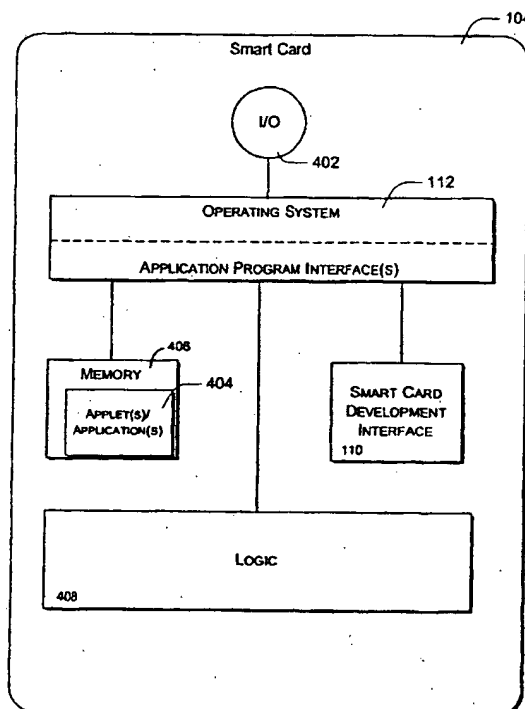 104
Smart Card
I/O
402
112
OPERATING SYSTEM
APPLICATION PROGRAM INTERFACE(S)
406
MEMORY
404
APPLET(S)/
APPLICATION(S)
SMART CARD
DEVELOPMENT
INTERFACE
110
LOGIC
408